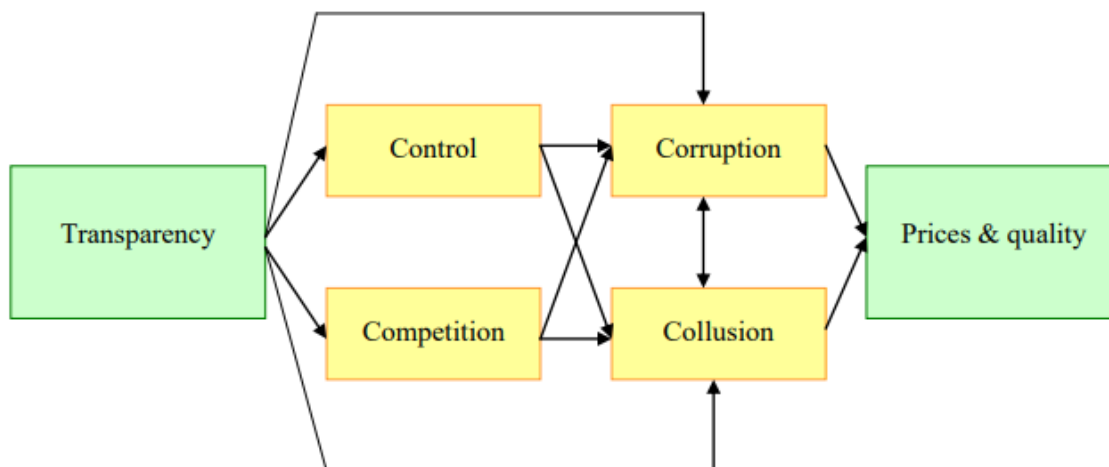 Control
Corruption
Transparency
Prices & quality
Competition
Collusion